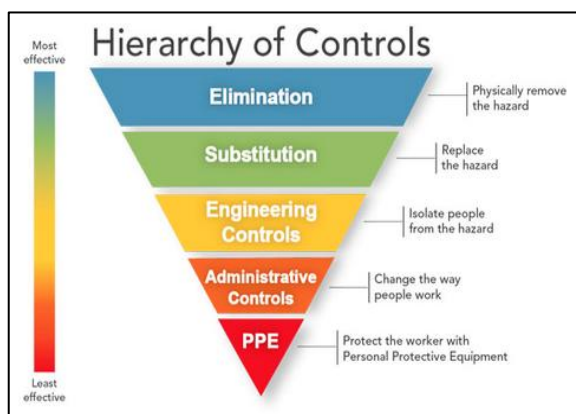 Hierarchy of Controls
Most
effective
Elimination
Physically remove
the hazard
Substitution
Replace
the hazard
Engineering
Controls
Isolate people
from the hazard
Administrative
Controls
Change the way
people work
PPE
Protect the worker with
Personal Protective Equipment
Least
effective